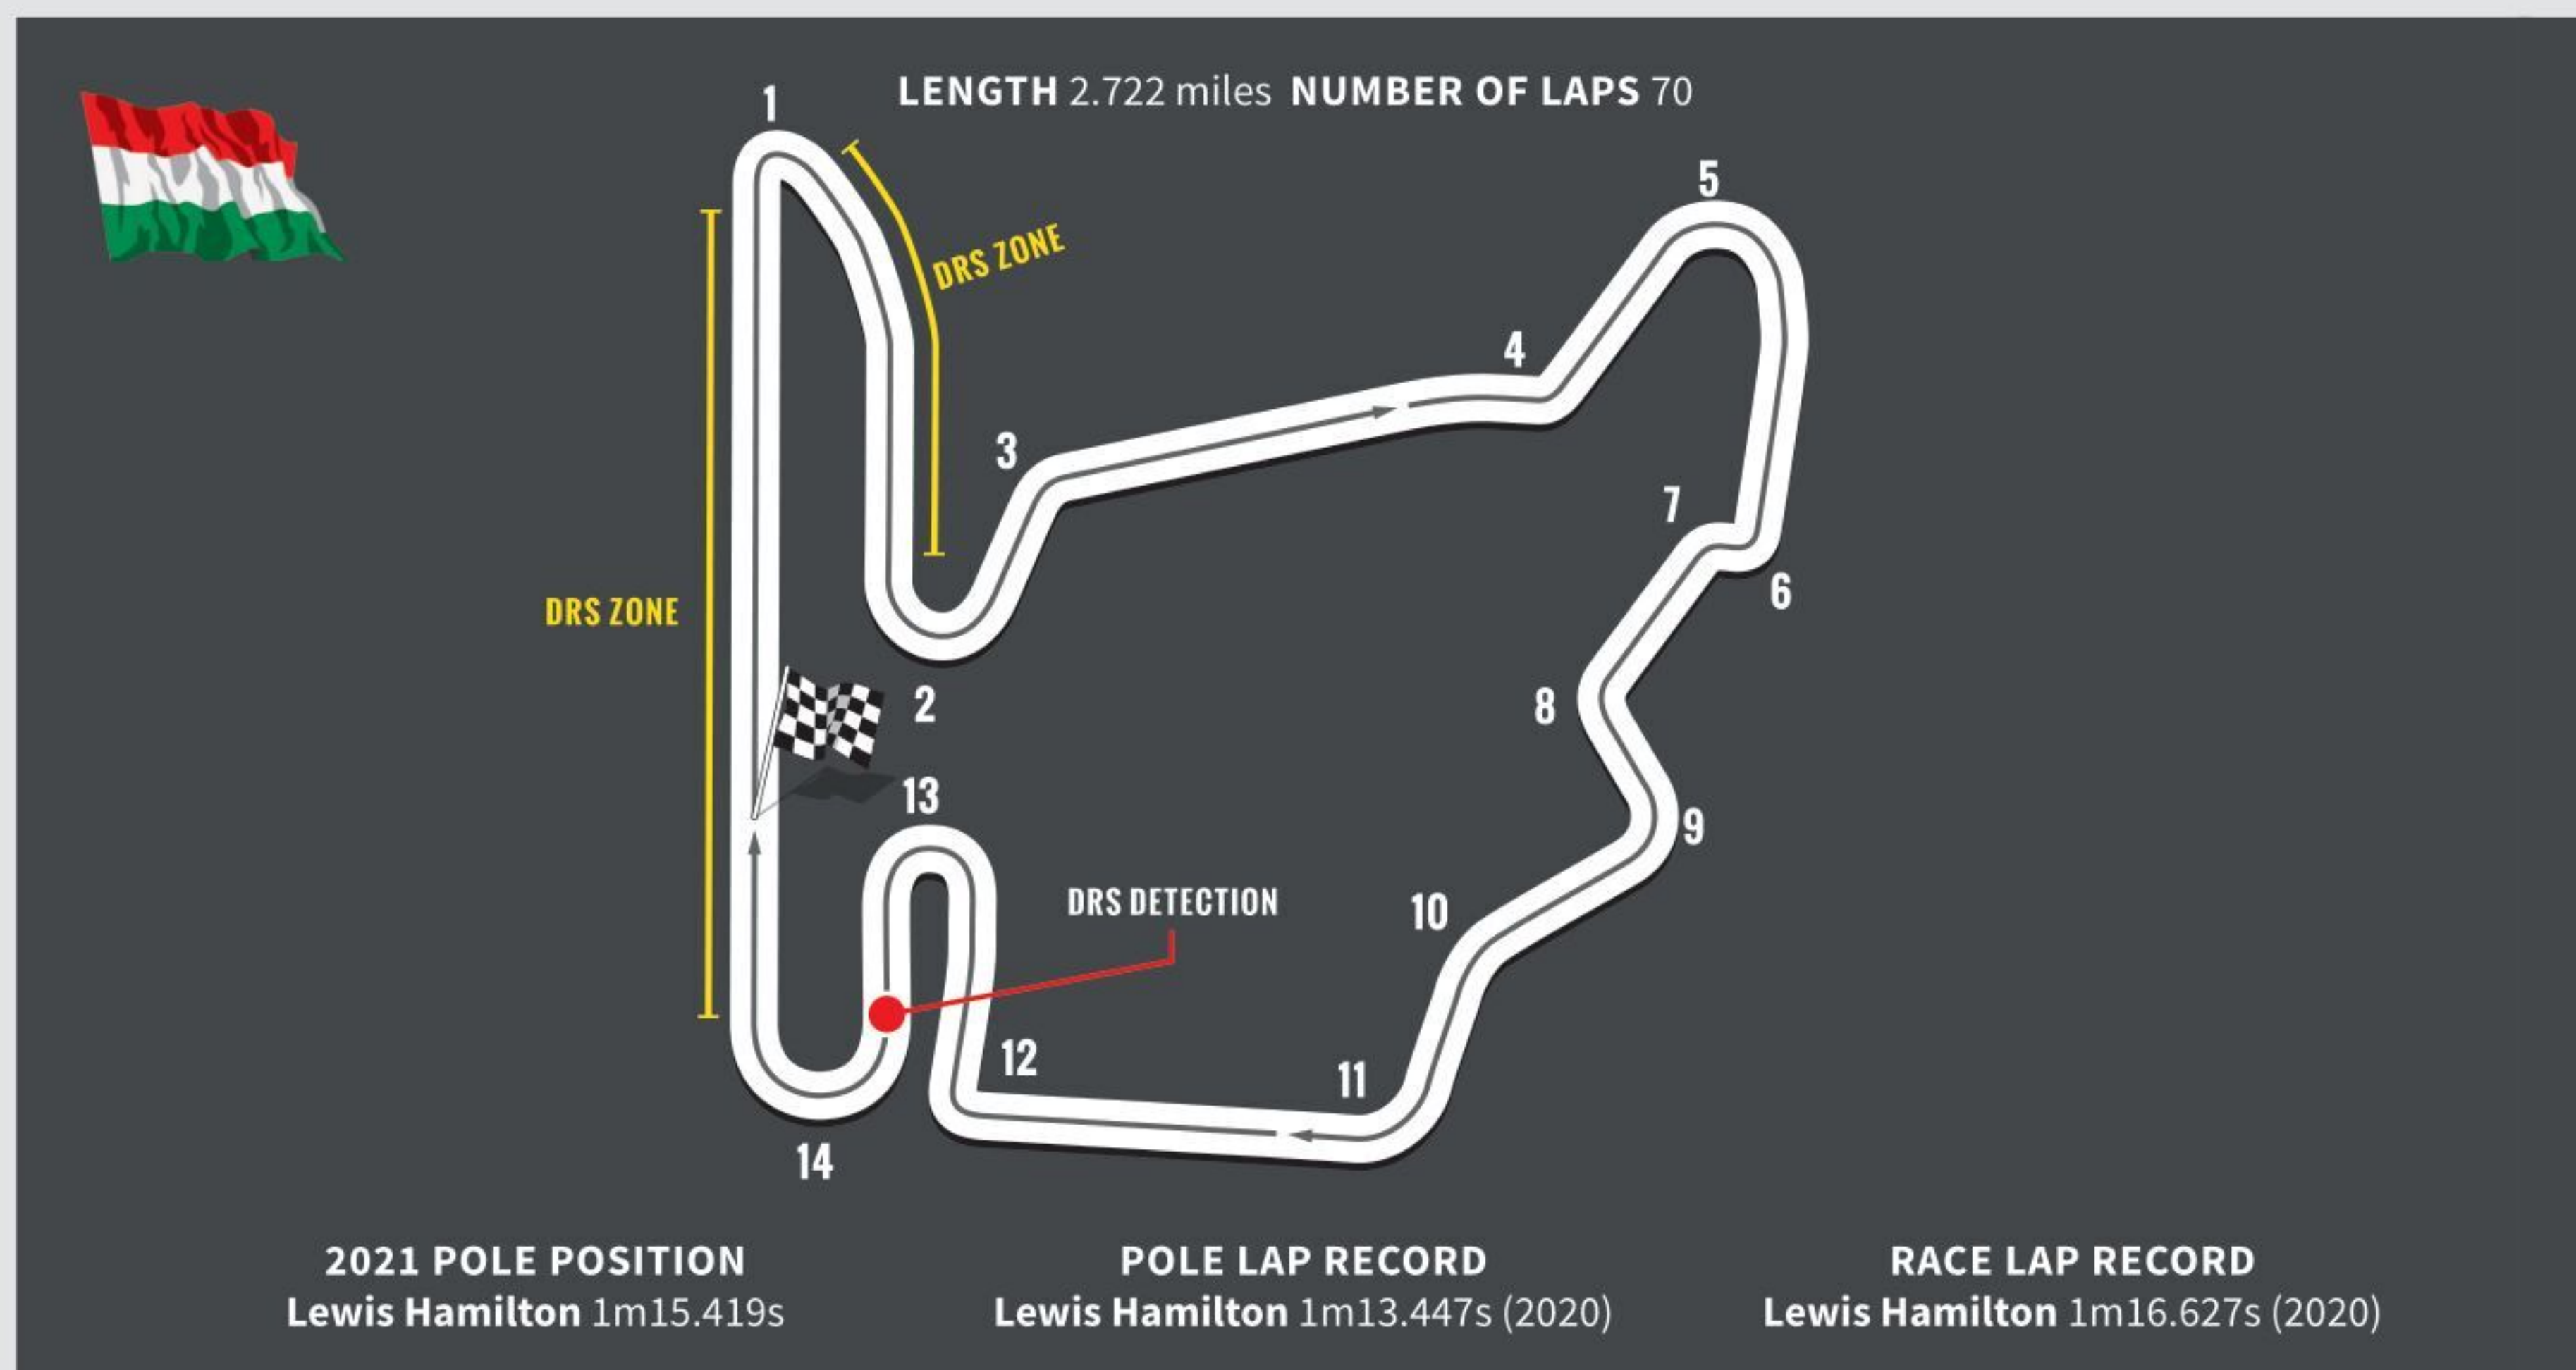 LENGTH 2.722 miles NUMBER OF LAPS 70
1
5
DRS ZONE
4
3
7
DRS ZONE
6
2
8
13
9
DRS DETECTION
10
12
11
14
2021 POLE POSITION
Lewis Hamilton 1m15.419s
POLE LAP RECORD
Lewis Hamilton 1m13.447s (2020)
RACE LAP RECORD
Lewis Hamilton 1m16.627s (2020)